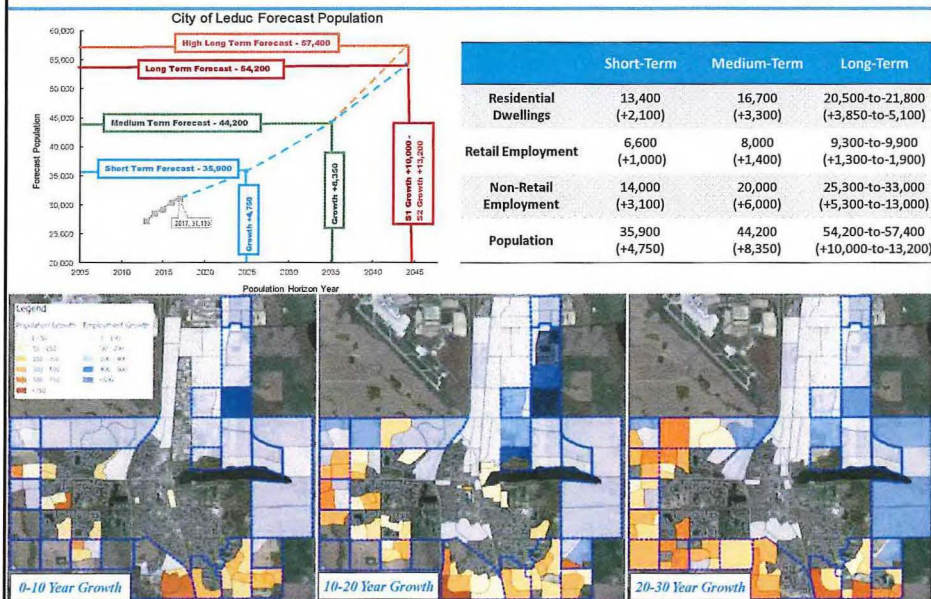 City of Leduc Forecast Population
60,000
55,000
50,000
45,000
40,000
35,000
30,000
25,000
20,000
Forecast Population
High Long Term Forecast - 57,400
Long Term Forecast - 54,200
Medium Term Forecast - 44,200
Short Term Forecast - 35,900
2017, 31,130
Growth +4,750
Growth +8,350
S1 Growth +10,000 -
S2 Growth +13,200
2005 2010 2015 2020 2025 2030 2035 2040 2045
Population Horizon Year
Short-Term Medium-Term Long-Term
Residential Dwellings 13,400 (+2,100) 16,700 (+3,300) 20,500-to-21,800 (+3,850-to-5,100)
Retail Employment 6,600 (+1,000) 8,000 (+1,400) 9,300-to-9,900 (+1,300-to-1,900)
Non-Retail Employment 14,000 (+3,100) 20,000 (+6,000) 25,300-to-33,000 (+5,300-to-13,000)
Population 35,900 (+4,750) 44,200 (+8,350) 54,200-to-57,400 (+10,000-to-13,200)
Legend
Population Growth Employment Growth
0-10 Year Growth
10-20 Year Growth
20-30 Year Growth